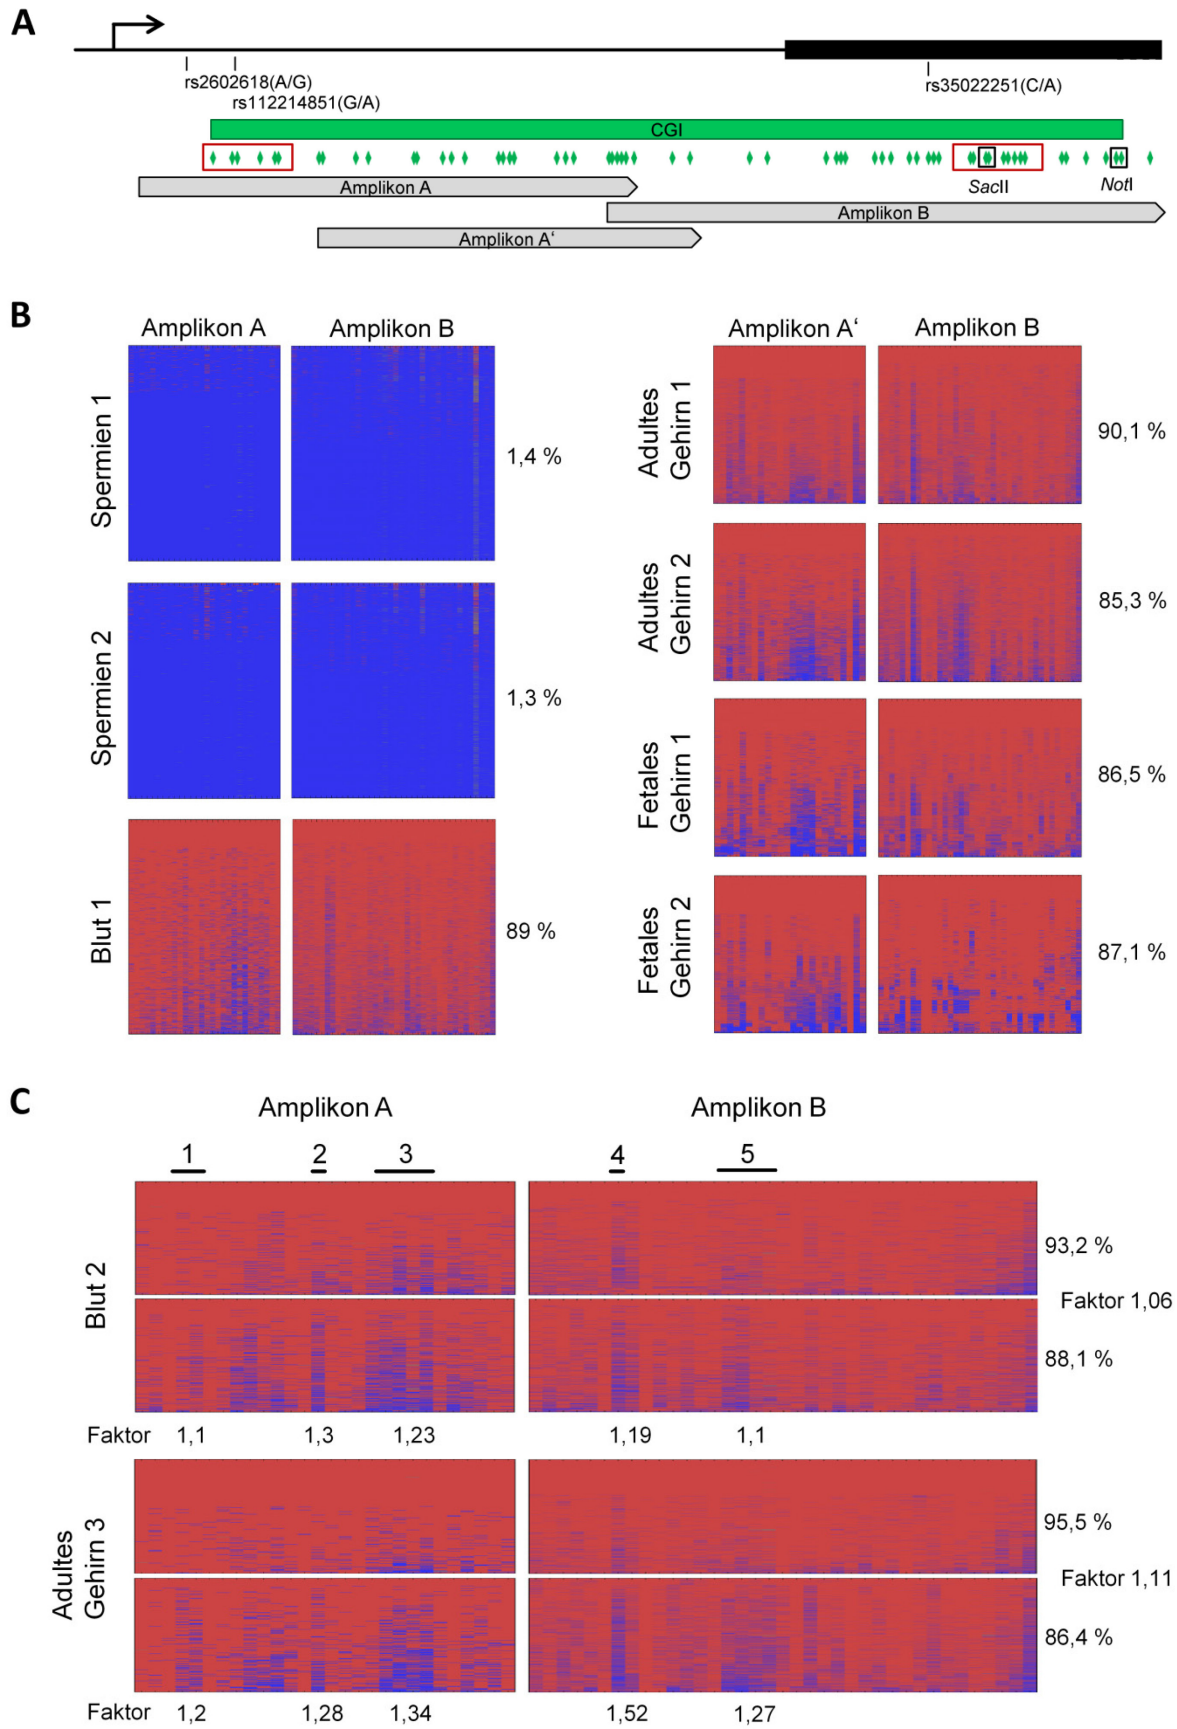 A
rs2602618(A/G)
rs112214851(G/A)
rs35022251(C/A)
CGI
SacII
NotI
Amplikon A
Amplikon B
Amplikon A'
B
Amplikon A
Amplikon B
Spermien 1
1,4 %
Spermien 2
1,3 %
Blut 1
89 %
Amplikon A'
Amplikon B
Adultes
Gehirn 1
90,1 %
Adultes
Gehirn 2
85,3 %
Fetales
Gehirn 1
86,5 %
Fetales
Gehirn 2
87,1 %
C
Amplikon A
Amplikon B
1 2 3 4 5
Blut 2
93,2 %
Faktor 1,06
88,1 %
Faktor 1,1 1,3 1,23 1,19 1,1
Adultes
Gehirn 3
95,5 %
Faktor 1,11
86,4 %
Faktor 1,2 1,28 1,34 1,52 1,27